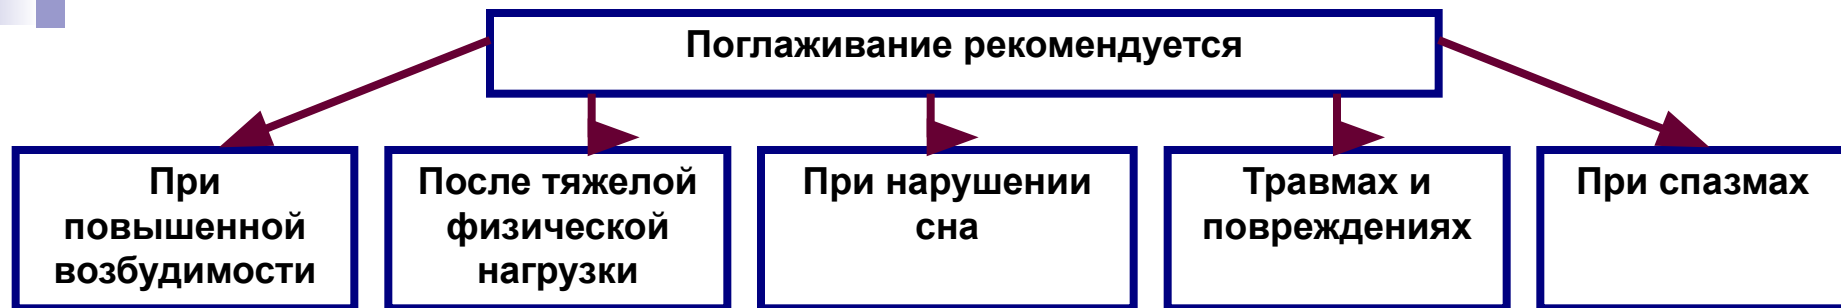 Поглаживание рекомендуется
При
повышенной
возбудимости
После тяжелой
физической
нагрузки
При нарушении
сна
Травмах и
повреждениях
При спазмах